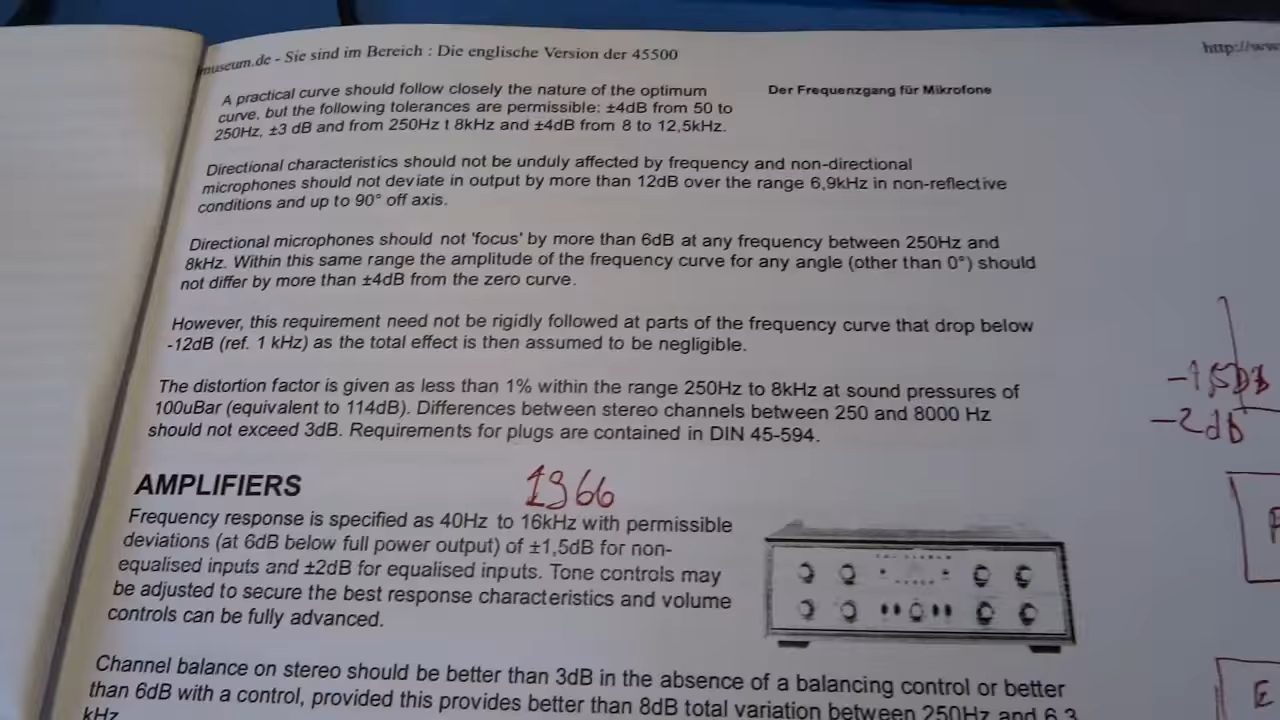 museum.de - Sie sind im Bereich : Die englische Version der 45500
http://ww
A practical curve should follow closely the nature of the optimum
curve, but the following tolerances are permissible: ±4dB from 50 to
250Hz, ±3 dB and from 250Hz t 8kHz and ±4dB from 8 to 12,5kHz.
Der Frequenzgang für Mikrofone
Directional characteristics should not be unduly affected by frequency and non-directional
microphones should not deviate in output by more than 12dB over the range 6,9kHz in non-reflective
conditions and up to 90° off axis.
Directional microphones should not 'focus' by more than 6dB at any frequency between 250Hz and
8kHz. Within this same range the amplitude of the frequency curve for any angle (other than 0°) should
not differ by more than ±4dB from the zero curve.
However, this requirement need not be rigidly followed at parts of the frequency curve that drop below
-12dB (ref. 1 kHz) as the total effect is then assumed to be negligible.
The distortion factor is given as less than 1% within the range 250Hz to 8kHz at sound pressures of
100uBar (equivalent to 114dB). Differences between stereo channels between 250 and 8000 Hz
should not exceed 3dB. Requirements for plugs are contained in DIN 45-594.
-1,5dB
-2dB
AMPLIFIERS
1966
Frequency response is specified as 40Hz to 16kHz with permissible
deviations (at 6dB below full power output) of ±1,5dB for non-
equalised inputs and ±2dB for equalised inputs. Tone controls may
be adjusted to secure the best response characteristics and volume
controls can be fully advanced.
Channel balance on stereo should be better than 3dB in the absence of a balancing control or better
than 6dB with a control, provided this provides better than 8dB total variation between 250Hz and 6,3
kHz
E